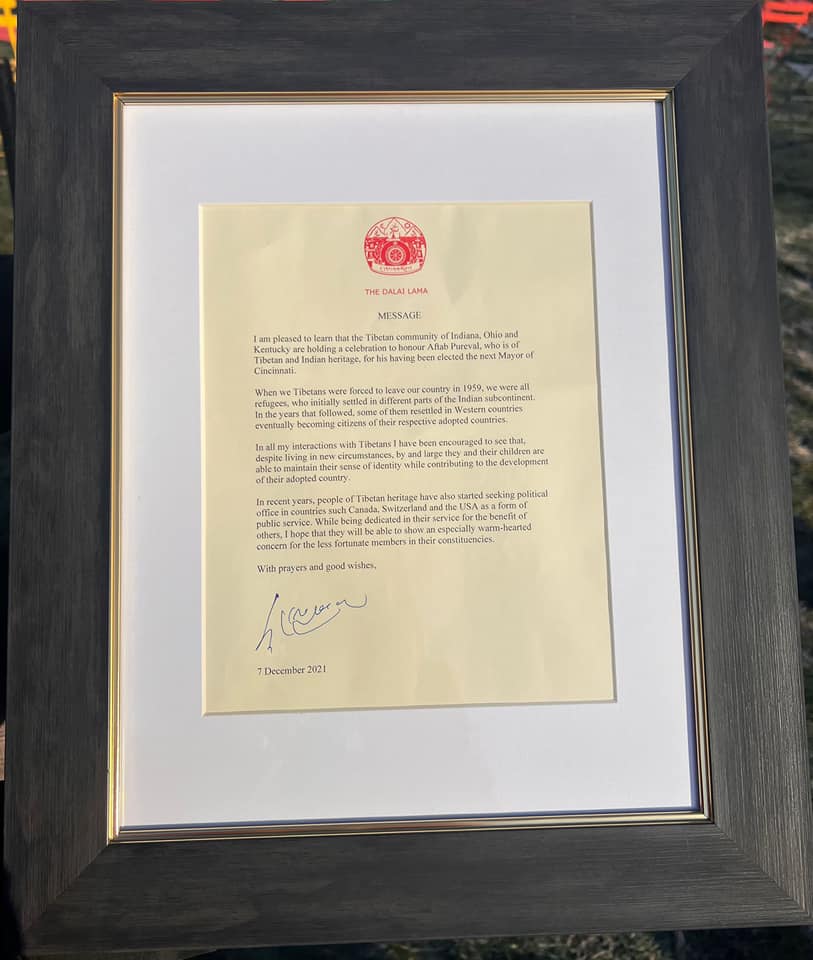 THE DALAI LAMA
MESSAGE
I am pleased to learn that the Tibetan community of Indiana, Ohio and
Kentucky are holding a celebration to honour Aftab Pureval, who is of
Tibetan and Indian heritage, for his having been elected the next Mayor of
Cincinnati.
When we Tibetans were forced to leave our country in 1959, we were all
refugees, who initially settled in different parts of the Indian subcontinent.
In the years that followed, some of them resettled in Western countries
eventually becoming citizens of their respective adopted countries.
In all my interactions with Tibetans I have been encouraged to see that,
despite living in new circumstances, by and large they and their children are
able to maintain their sense of identity while contributing to the development
of their adopted country.
In recent years, people of Tibetan heritage have also started seeking political
office in countries such Canada, Switzerland and the USA as a form of
public service. While being dedicated in their service for the benefit of
others, I hope that they will be able to show an especially warm-hearted
concern for the less fortunate members in their constituencies.
With prayers and good wishes,
7 December 2021